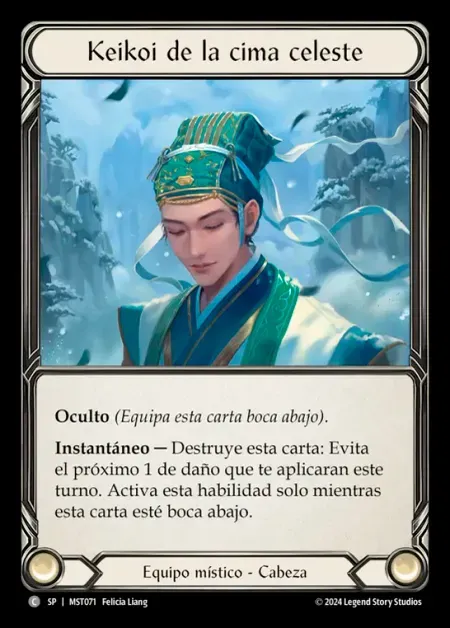 Keikoi de la cima celeste
Oculto (Equipa esta carta boca abajo).
Instantáneo — Destruye esta carta: Evita
el próximo 1 de daño que te aplicaran este
turno. Activa esta habilidad solo mientras
esta carta esté boca abajo.
Equipo místico - Cabeza
C SP | MST071 Felicia Liang
© 2024 Legend Story Studios